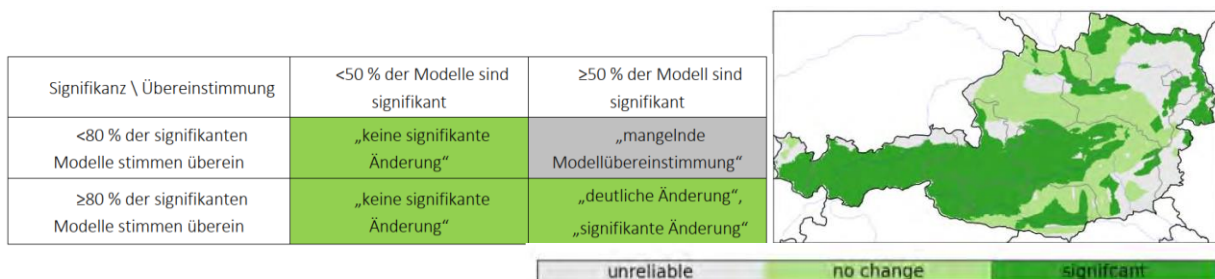 Signifikanz \ Übereinstimmung
<50 % der Modelle sind
signifikant
≥50 % der Modell sind
signifikant
<80 % der signifikanten
Modelle stimmen überein
„keine signifikante
Änderung“
„mangelnde
Modellübereinstimmung“
≥80 % der signifikanten
Modelle stimmen überein
„keine signifikante
Änderung“
„deutliche Änderung“,
„signifikante Änderung“
unreliable
no change
signifcant